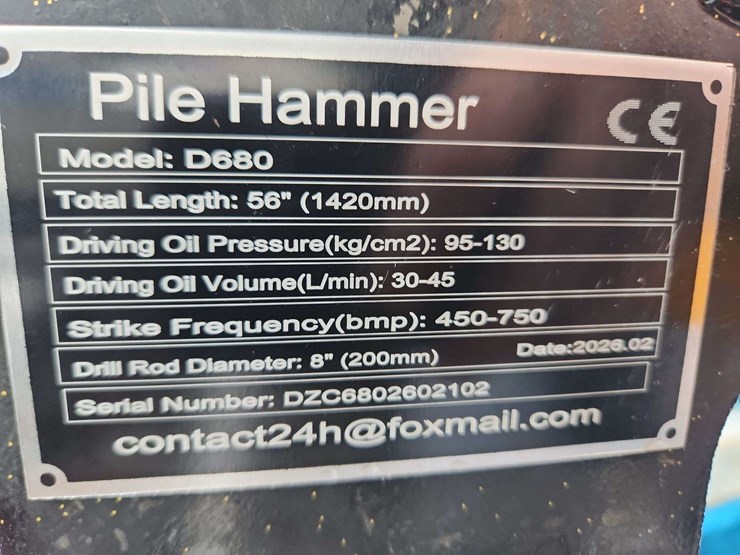 Pile Hammer
CE
Model: D680
Total Length: 56" (1420mm)
Driving Oil Pressure(kg/cm2): 95-130
Driving Oil Volume(L/min): 30-45
Strike Frequency(bmp): 450-750
Drill Rod Diameter: 8" (200mm) Date:2026.02
Serial Number: DZC6802602102
contact24h@foxmail.com